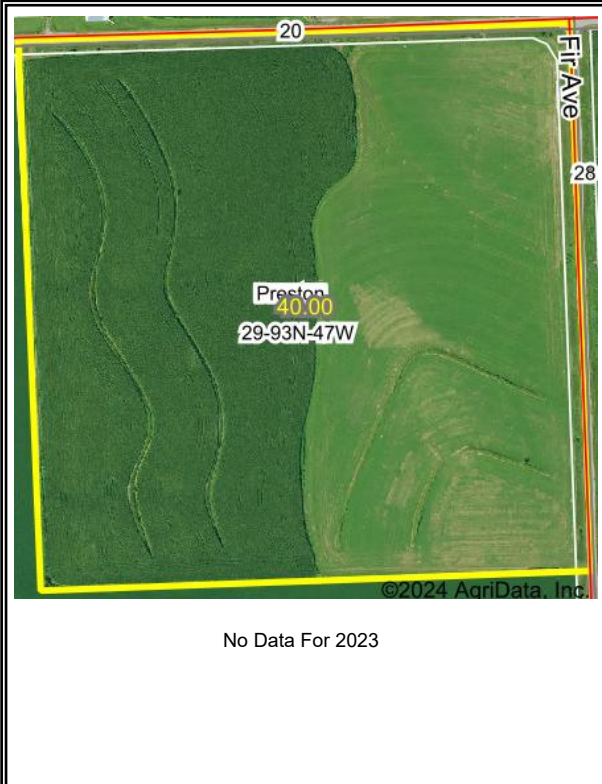 20
Fir Ave
28
Preston
40.00
29-93N-47W
©2024 AgriData, Inc.
No Data For 2023